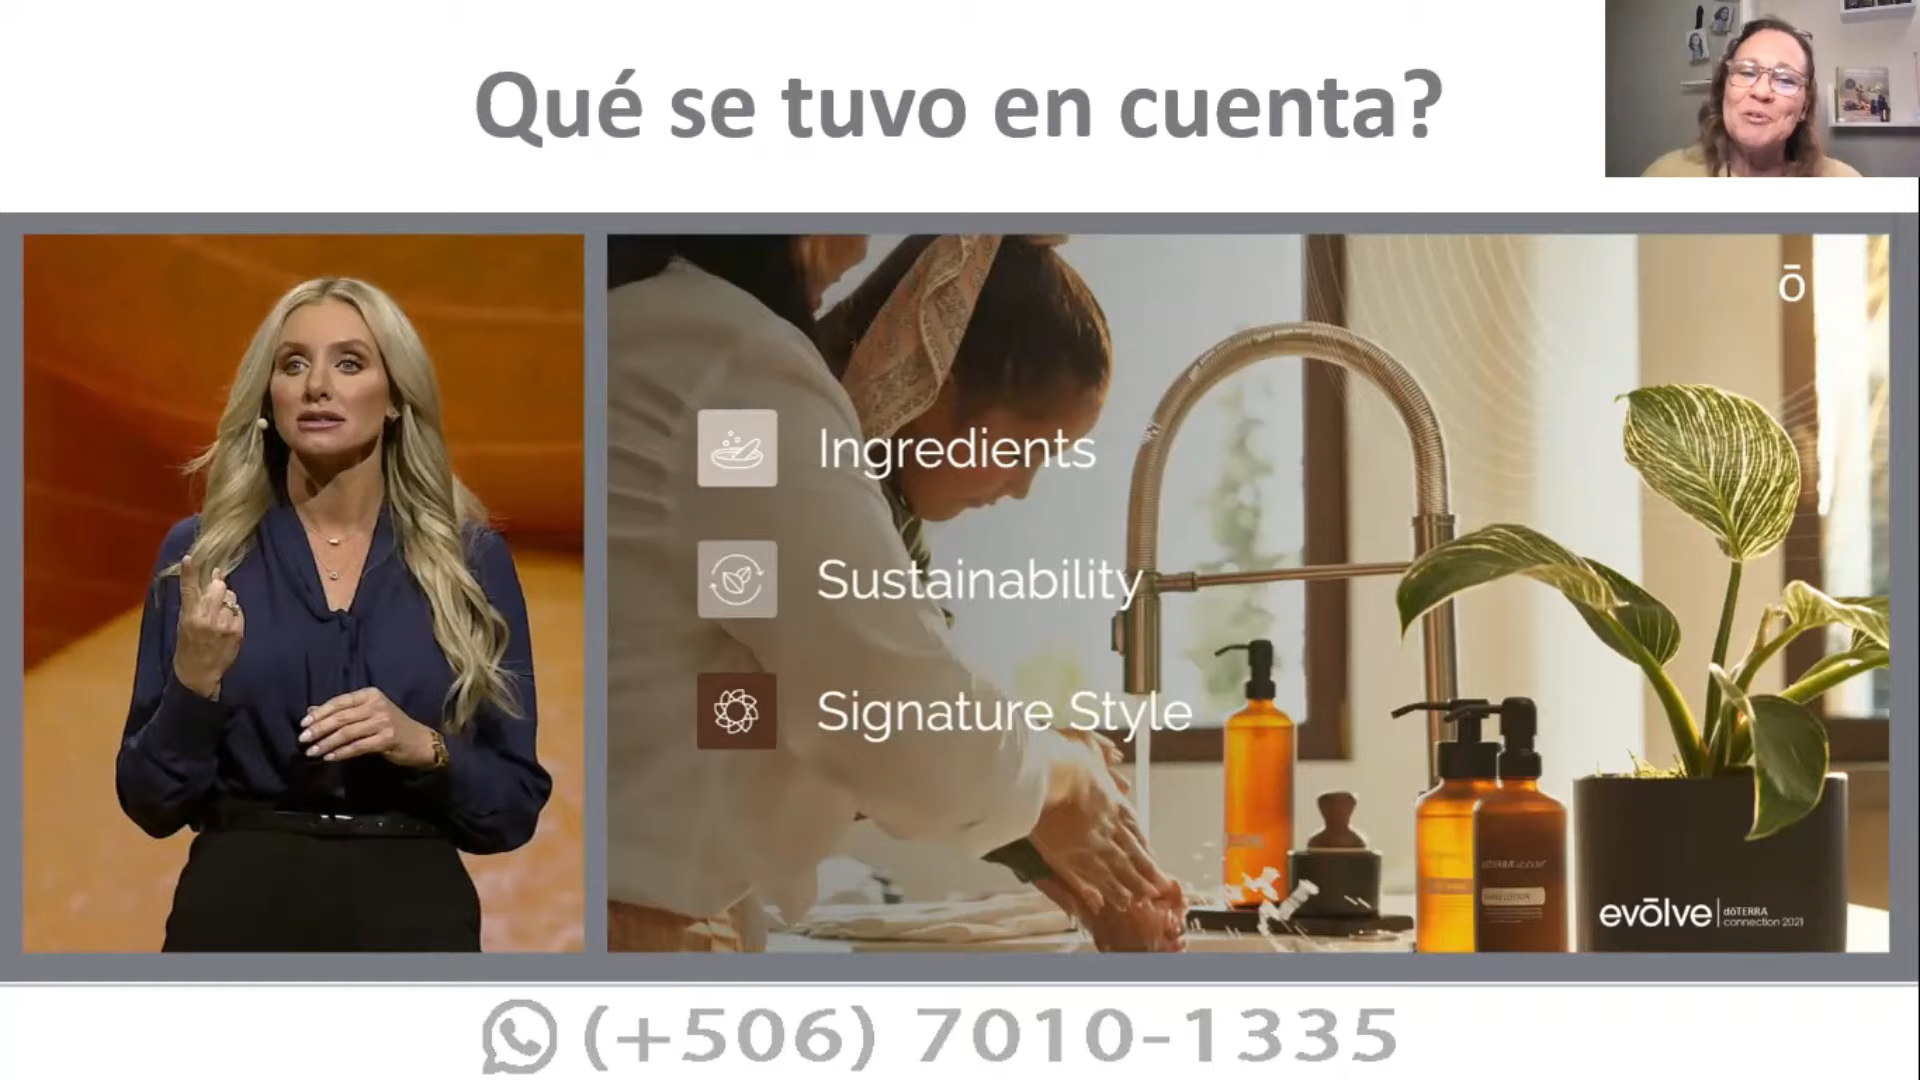 Qué se tuvo en cuenta?
ō
Ingredients
Sustainability
Signature Style
evōlve
dōTERRA
connection 2021
(+506) 7010-1335